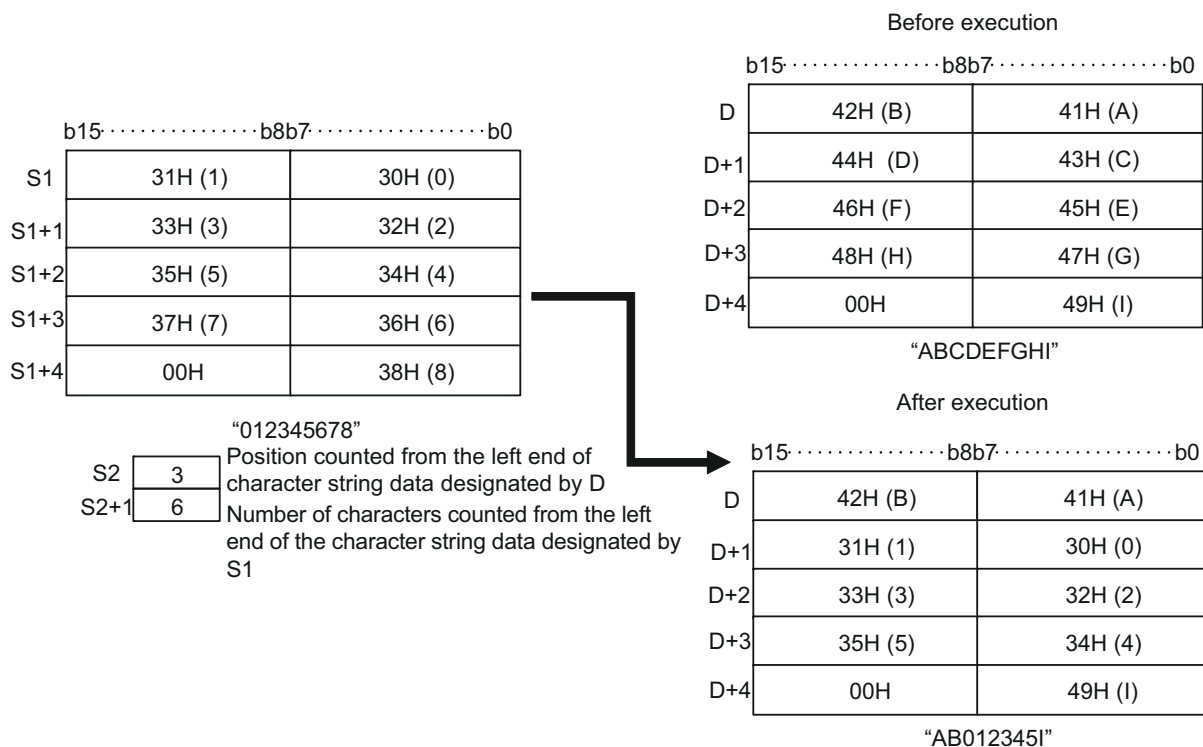 b15 b8b7 b0
S1 31H (1) 30H (0)
S1+1 33H (3) 32H (2)
S1+2 35H (5) 34H (4)
S1+3 37H (7) 36H (6)
S1+4 00H 38H (8)
“012345678”
S2 3 Position counted from the left end of
character string data designated by D
S2+1 6 Number of characters counted from the left
end of the character string data designated by
S1
Before execution
b15 b8b7 b0
D 42H (B) 41H (A)
D+1 44H (D) 43H (C)
D+2 46H (F) 45H (E)
D+3 48H (H) 47H (G)
D+4 00H 49H (I)
“ABCDEFGHI”
After execution
b15 b8b7 b0
D 42H (B) 41H (A)
D+1 31H (1) 30H (0)
D+2 33H (3) 32H (2)
D+3 35H (5) 34H (4)
D+4 00H 49H (I)
“AB012345I”